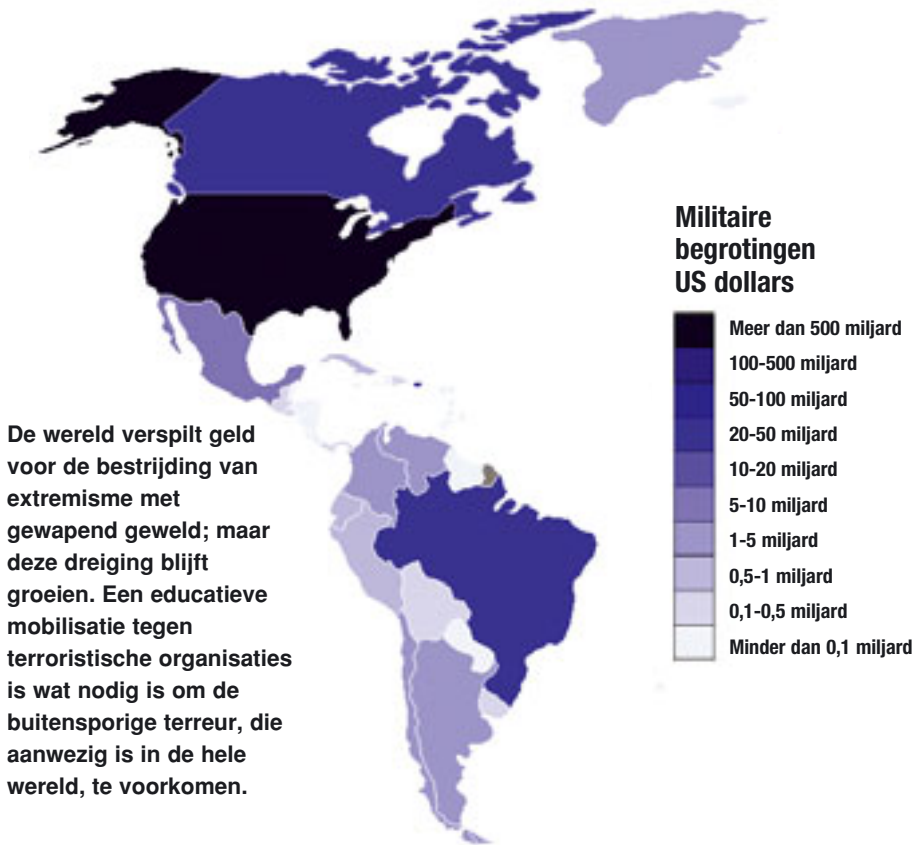 Militaire
begrotingen
US dollars
Meer dan 500 miljard
100-500 miljard
50-100 miljard
20-50 miljard
10-20 miljard
5-10 miljard
1-5 miljard
0,5-1 miljard
0,1-0,5 miljard
Minder dan 0,1 miljard
De wereld verspilt geld
voor de bestrijding van
extremisme met
gewapend geweld; maar
deze dreiging blijft
groeien. Een educatieve
mobilisatie tegen
terroristische organisaties
is wat nodig is om de
buitensporige terreur, die
aanwezig is in de hele
wereld, te voorkomen.